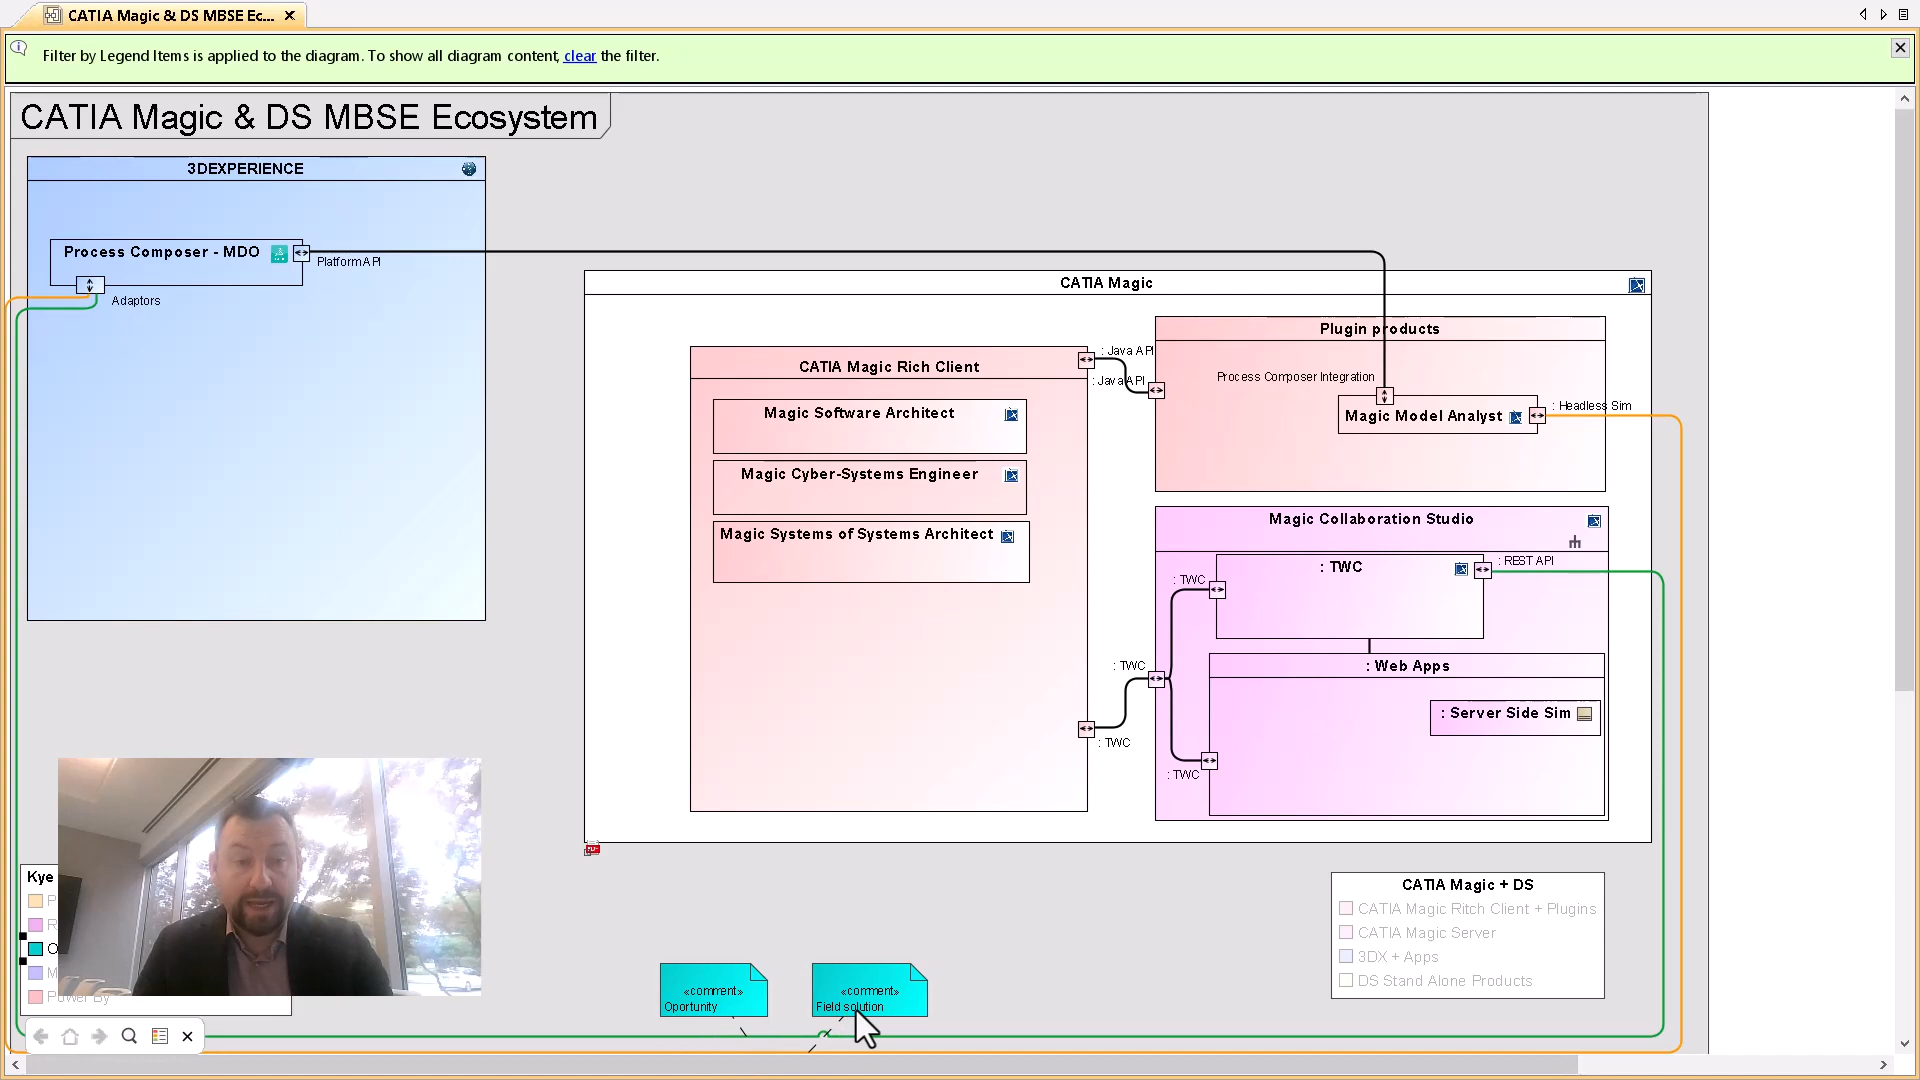 CATIA Magic & DS MBSE Ec...
Filter by Legend Items is applied to the diagram. To show all diagram content, clear the filter.
CATIA Magic & DS MBSE Ecosystem
3DEXPERIENCE
Process Composer - MDO
PlatformAPI
Adaptors
CATIA Magic
CATIA Magic Rich Client
Magic Software Architect
Magic Cyber-Systems Engineer
Magic Systems of Systems Architect
: Java API
: Java API
Plugin products
Process Composer Integration
Magic Model Analyst
: Headless Sim
Magic Collaboration Studio
: TWC
: TWC
: REST API
: TWC
: TWC
: TWC
: Web Apps
: Server Side Sim
Kye
P
R
O
M
Power By
«comment»
Oportunity
«comment»
Field solution
CATIA Magic + DS
CATIA Magic Ritch Client + Plugins
CATIA Magic Server
3DX + Apps
DS Stand Alone Products